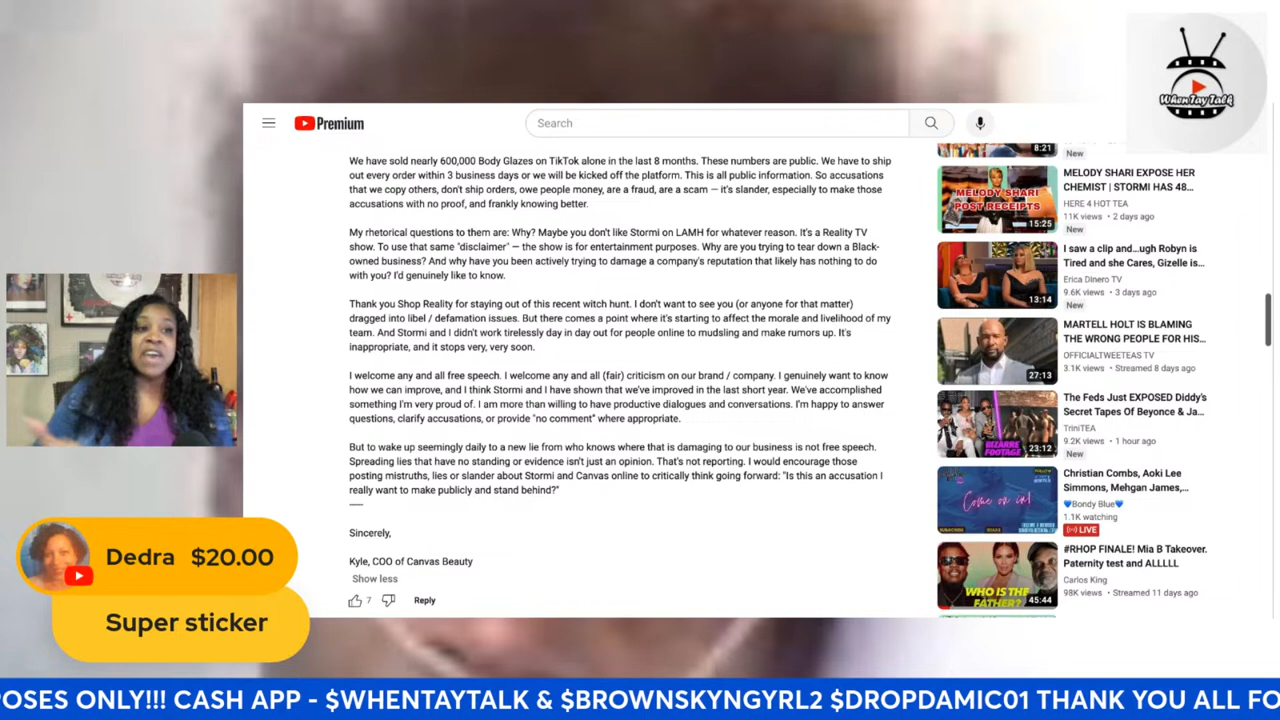 WhenTayTalk
Premium
Search
We have sold nearly 600,000 Body Glazes on TikTok alone in the last 8 months. These numbers are public. We have to ship
out every order within 3 business days or we will be kicked off the platform. This is all public information. So accusations
that we copy others, don't ship orders, owe people money, are a fraud, are a scam — it's slander, especially to make those
accusations with no proof, and frankly knowing better.
My rhetorical questions to them are: Why? Maybe you don't like Stormi on LAMH for whatever reason. It's a Reality TV
show. To use that same "disclaimer" — the show is for entertainment purposes. Why are you trying to tear down a Black-
owned business? And why have you been actively trying to damage a company's reputation that likely has nothing to do
with you? I'd genuinely like to know.
Thank you Shop Reality for staying out of this recent witch hunt. I don't want to see you (or anyone for that matter)
dragged into libel / defamation issues. But there comes a point where it's starting to affect the morale and livelihood of my
team. And Stormi and I didn't work tirelessly day in day out for people online to mudsling and make rumors up. It's
inappropriate, and it stops very, very soon.
I welcome any and all free speech. I welcome any and all (fair) criticism on our brand / company. I genuinely want to know
how we can improve, and I think Stormi and I have shown that we've improved in the last short year. We've accomplished
something I'm very proud of. I am more than willing to have productive dialogues and conversations. I'm happy to answer
questions, clarify accusations, or provide "no comment" where appropriate.
But to wake up seemingly daily to a new lie from who knows where that is damaging to our business is not free speech.
Spreading lies that have no standing or evidence isn't just an opinion. That's not reporting. I would encourage those
posting mistruths, lies or slander about Stormi and Canvas online to critically think going forward: "Is this an accusation I
really want to make publicly and stand behind?"
Sincerely,
Kyle, COO of Canvas Beauty
Show less
7
Reply
8:21
New
MELODY SHARI
POST RECEIPTS
15:25
MELODY SHARI EXPOSE HER
CHEMIST | STORMI HAS 48...
HERE 4 HOT TEA
11K views • 2 days ago
New
13:14
I saw a clip and...ugh Robyn is
Tired and she Cares, Gizelle is...
Erica Dinero TV
9.6K views • 3 days ago
New
27:13
MARTELL HOLT IS BLAMING
THE WRONG PEOPLE FOR HIS...
OFFICIALTWEETEAS TV
3.1K views • Streamed 8 days ago
BIZARRE
FOOTAGE
23:12
The Feds Just EXPOSED Diddy's
Secret Tapes Of Beyonce & Ja...
TriniTEA
9.2K views • 1 hour ago
New
Come on in!
Christian Combs, Aoki Lee
Simmons, Mehgan James,...
💙Bondy Blue💙
1.1K watching
LIVE
WHO IS THE
FATHER?
45:44
#RHOP FINALE! Mia B Takeover.
Paternity test and ALLLLL
Carlos King
98K views • Streamed 11 days ago
Dedra $20.00
Super sticker
POSES ONLY!!! CASH APP - $WHENTAYTALK & $BROWNSKYNGYRL2 $DROPDAMIC01 THANK YOU ALL FO